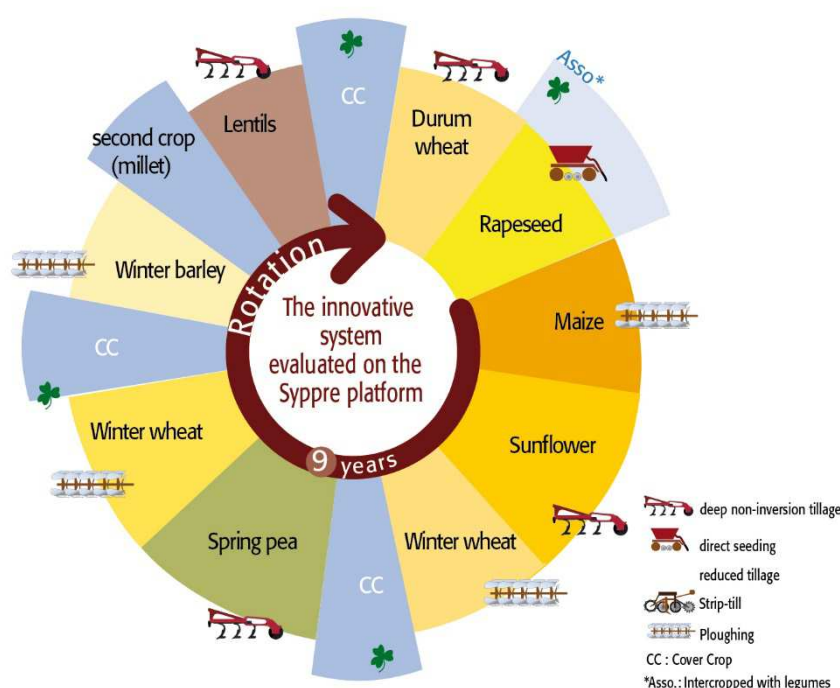 CC
Durum
wheat
Asso*
Rapeseed
Maize
Sunflower
Winter wheat
CC
Spring pea
Winter wheat
CC
Winter barley
second crop
(millet)
Lentils
Rotation
The innovative
system
evaluated on the
Syppre platform
9 years
deep non-inversion tillage
direct seeding
reduced tillage
Strip-till
Ploughing
CC : Cover Crop
*Asso.: Intercropped with legumes